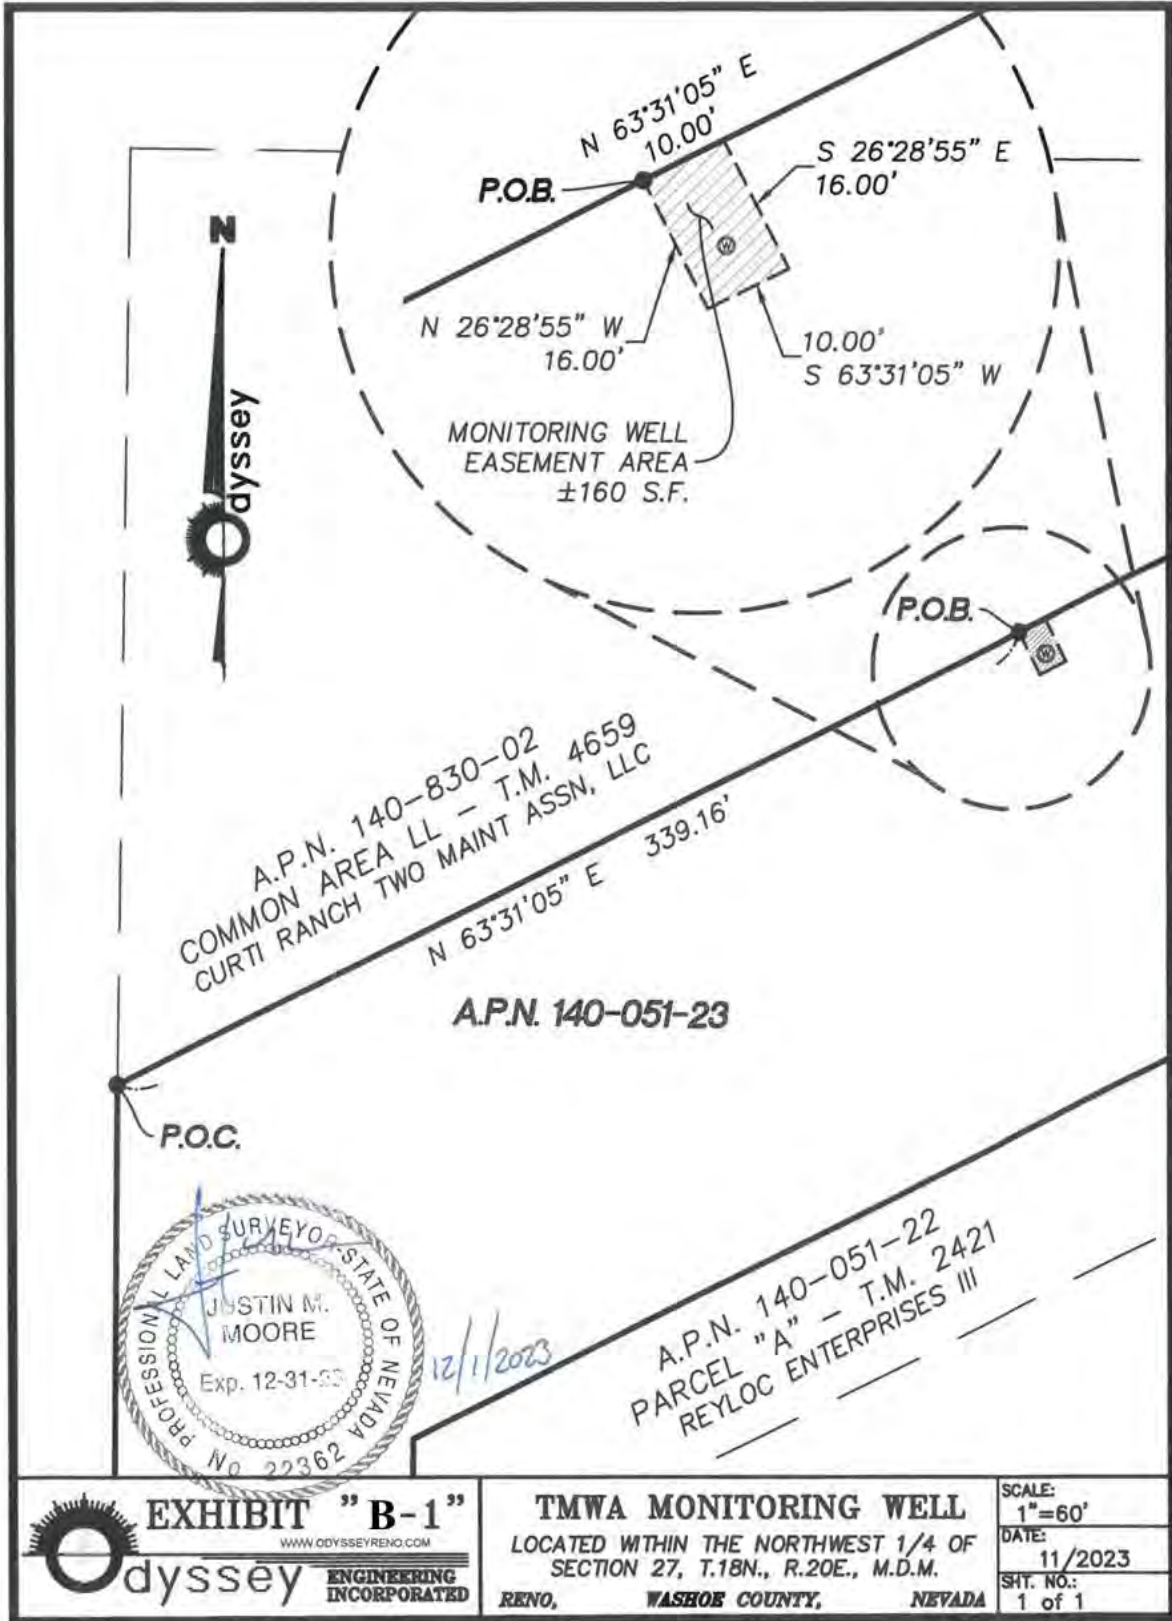 N 63°31'05" E
10.00'
S 26°28'55" E
16.00'
P.O.B.
N
dyssey
W
N 26°28'55" W
16.00'
10.00'
S 63°31'05" W
MONITORING WELL
EASEMENT AREA
±160 S.F.
P.O.B.
W
A.P.N. 140-830-02
COMMON AREA LL - T.M. 4659
CURTI RANCH TWO MAINT ASSN, LLC
N 63°31'05" E 339.16'
A.P.N. 140-051-23
P.O.C.
PROFESSIONAL LAND SURVEYOR-STATE OF NEVADA
JUSTIN M.
MOORE
Exp. 12-31-
No 22362
12/1/2023
A.P.N. 140-051-22
PARCEL "A" - T.M. 2421
REYLOC ENTERPRISES III
EXHIBIT "B-1"
WWW.ODYSSEYRENO.COM
Odyssey ENGINEERING
INCORPORATED
TMWA MONITORING WELL
LOCATED WITHIN THE NORTHWEST 1/4 OF
SECTION 27, T.18N., R.20E., M.D.M.
RENO, WASHOE COUNTY, NEVADA
SCALE:
1"=60'
DATE:
11/2023
SHT. NO.:
1 of 1